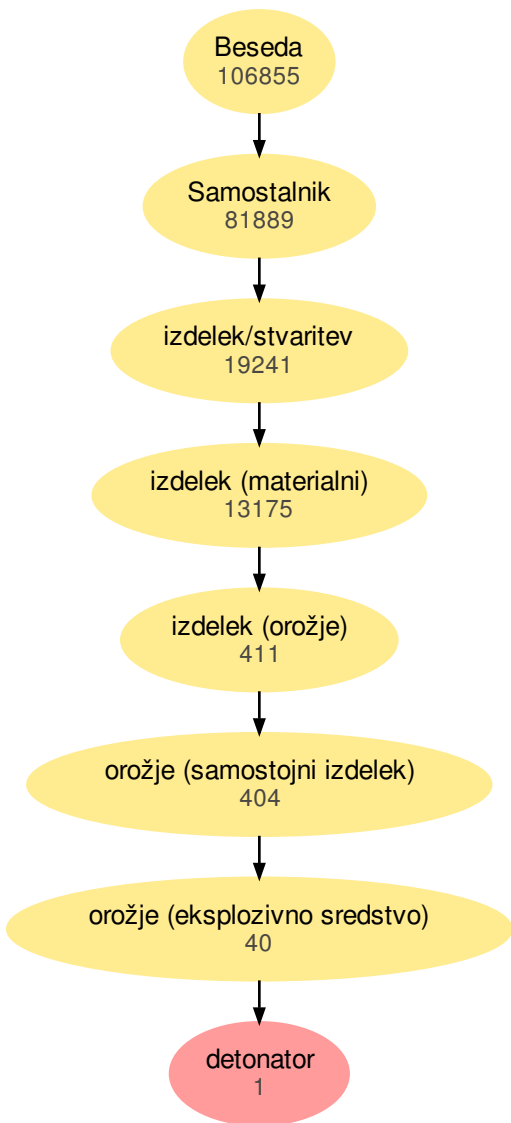 Beseda
106855
Samostalnik
81889
izdelek/stvaritev
19241
izdelek (materialni)
13175
izdelek (orožje)
411
orožje (samostojni izdelek)
404
orožje (eksplozivno sredstvo)
40
detonator
1